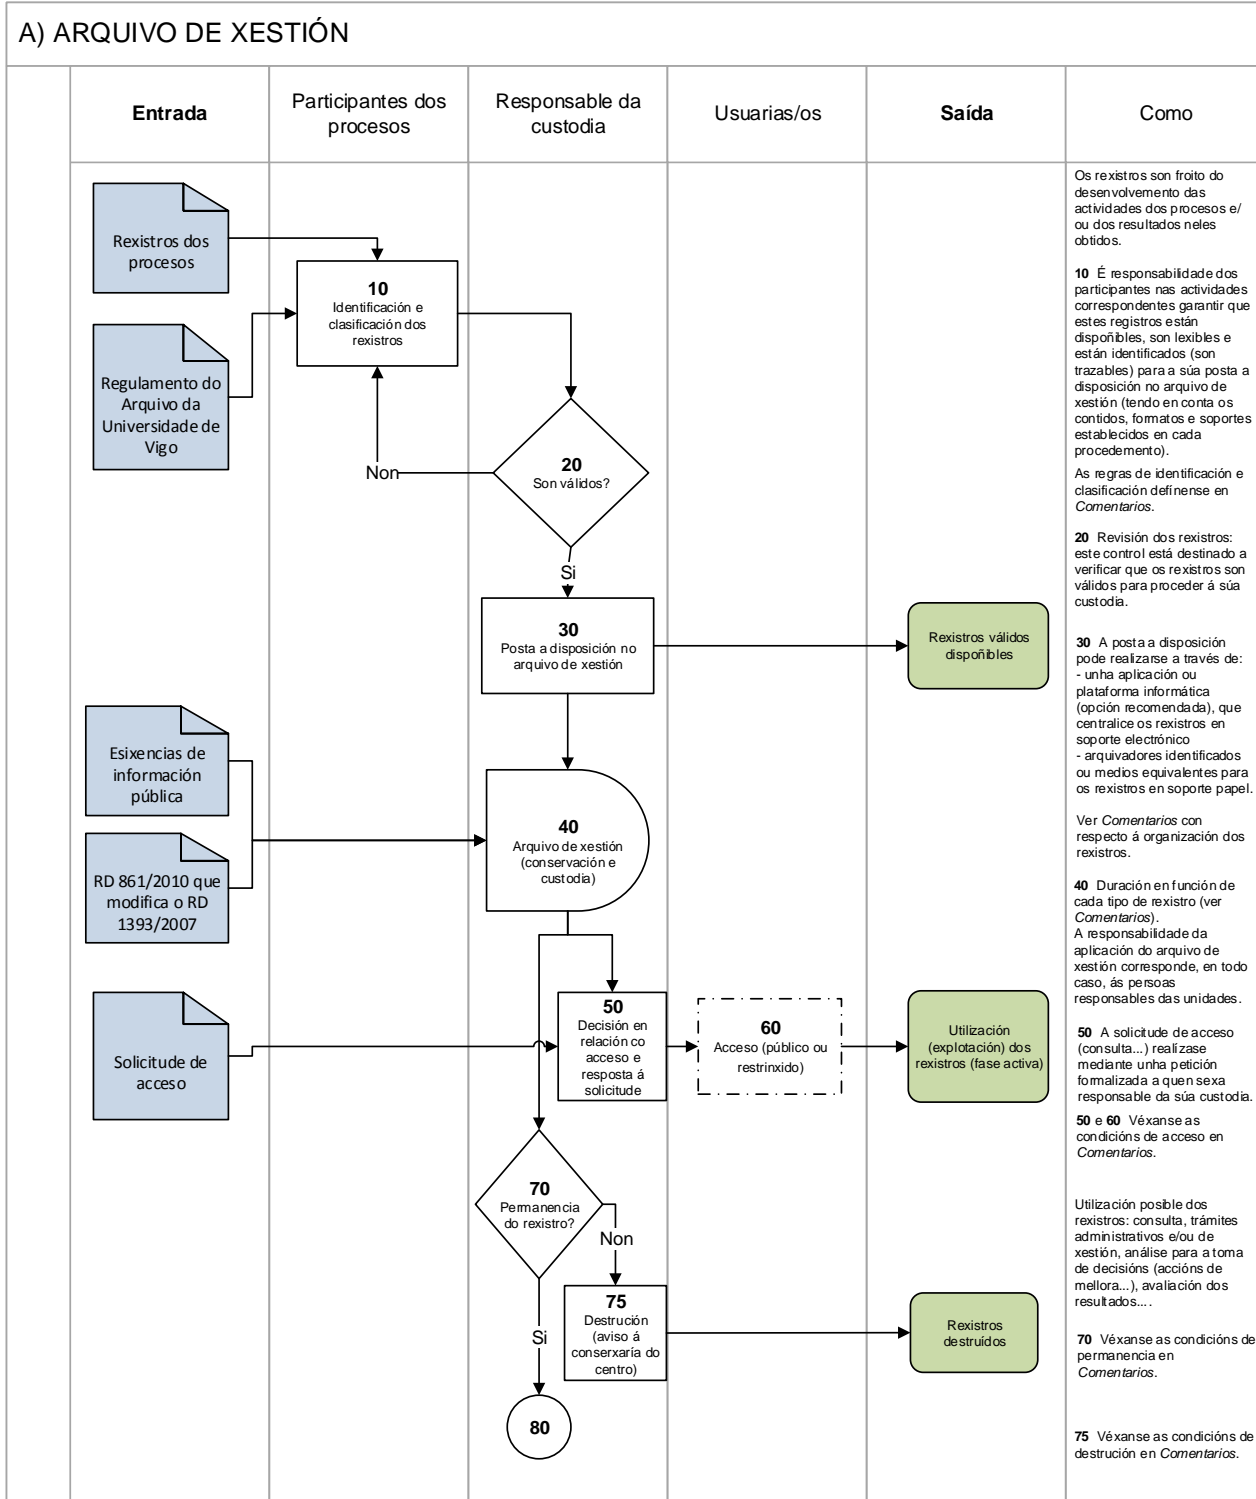 A) ARQUIVO DE XESTIÓN
Entrada
Participantes dos
procesos
Responsable da
custodia
Usuarias/os
Saída
Como
Rexistros dos
procesos
Regulamento do
Arquivo da
Universidade de
Vigo
10
Identificación e
clasificación dos
rexistros
20
Son válidos?
Non
Si
30
Posta a disposición no
arquivo de xestión
Rexistros válidos
dispoñibles
Esixencias de
información
pública
RD 861/2010 que
modifica o RD
1393/2007
40
Arquivo de xestión
(conservación e
custodia)
Solicitude de
acceso
50
Decisión en
relación co
acceso e
resposta á
solicitude
60
Acceso (público ou
restrinxido)
Utilización
(explotación) dos
rexistros (fase activa)
70
Permanencia
do rexistro?
Non
Si
75
Destrución
(aviso á
conserxaría do
centro)
Rexistros
destruídos
80
Os rexistros son froito do
desenvolvemento das
actividades dos procesos e/
ou dos resultados neles
obtidos.
10 É responsabilidade dos
participantes nas actividades
correspondentes garantir que
estes registros están
dispoñibles, son lexibles e
están identificados (son
trazables) para a súa posta a
disposición no arquivo de
xestión (tendo en conta os
contidos, formatos e soportes
establecidos en cada
procedemento).
As regras de identificación e
clasificación defínense en
Comentarios.
20 Revisión dos rexistros:
este control está destinado a
verificar que os rexistros son
válidos para proceder á súa
custodia.
30 A posta a disposición
pode realizarse a través de:
- unha aplicación ou
plataforma informática
(opción recomendada), que
centralice os rexistros en
soporte electrónico
- arquivadores identificados
ou medios equivalentes para
os rexistros en soporte papel.
Ver Comentarios con
respecto á organización dos
rexistros.
40 Duración en función de
cada tipo de rexistro (ver
Comentarios).
A responsabilidade da
aplicación do arquivo de
xestión corresponde, en todo
caso, ás persoas
responsables das unidades.
50 A solicitude de acceso
(consulta...) realízase
mediante unha petición
formalizada a quen sexa
responsable da súa custodia.
50 e 60 Véxanse as
condicións de acceso en
Comentarios.
Utilización posible dos
rexistros: consulta, trámites
administrativos e/ou de
xestión, análise para a toma
de decisións (accións de
mellora...), avaliación dos
resultados....
70 Véxanse as condicións de
permanencia en
Comentarios.
75 Véxanse as condicións de
destrución en Comentarios.